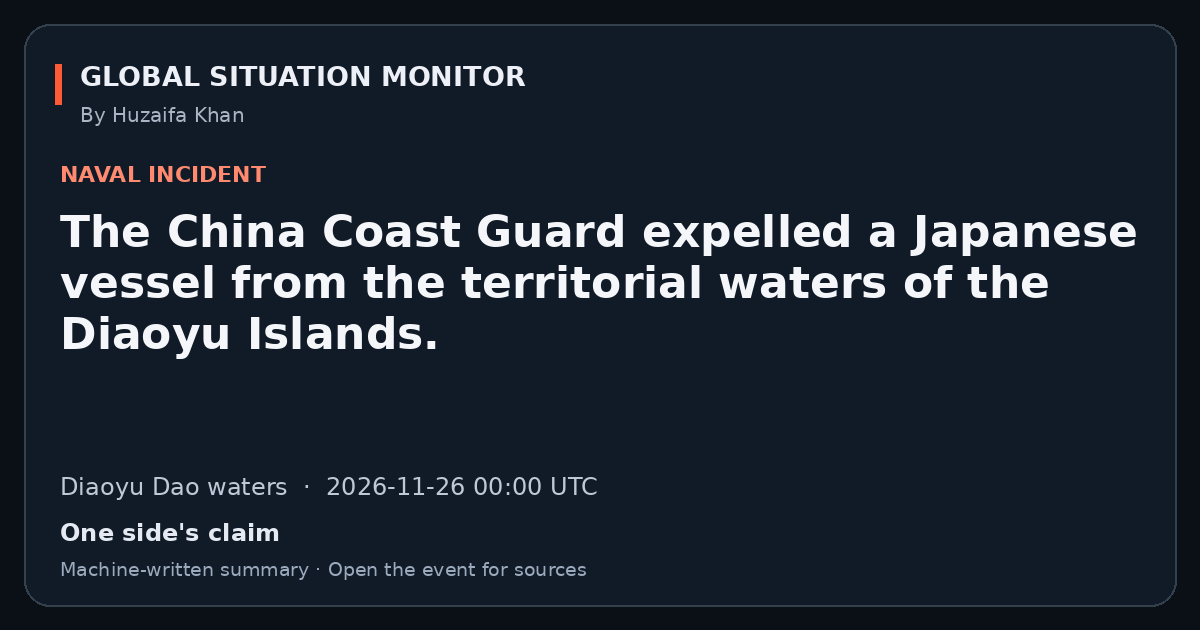 GLOBAL SITUATION MONITOR
By Huzaifa Khan
NAVAL INCIDENT
The China Coast Guard expelled a Japanese
vessel from the territorial waters of the
Diaoyu Islands.
Diaoyu Dao waters · 2026-11-26 00:00 UTC
One side's claim
Machine-written summary · Open the event for sources